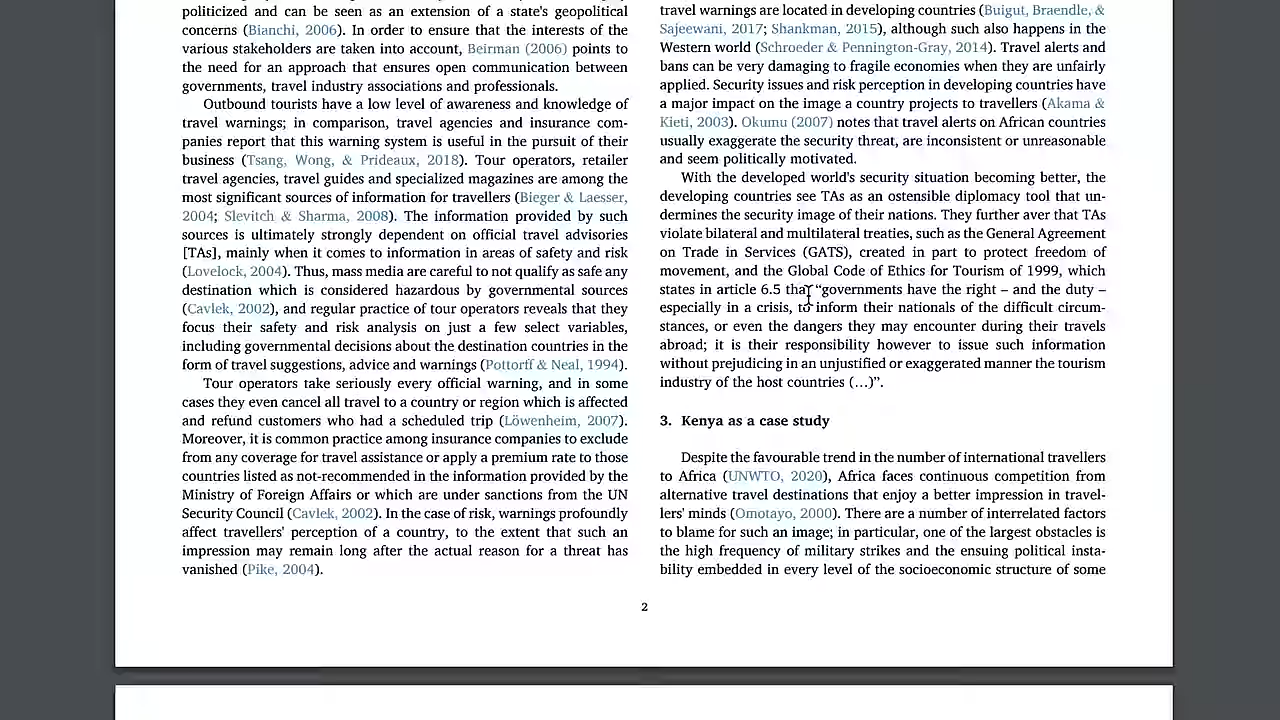 politicized and can be seen as an extension of a state's geopolitical
concerns (Bianchi, 2006). In order to ensure that the interests of the
various stakeholders are taken into account, Beirman (2006) points to
the need for an approach that ensures open communication between
governments, travel industry associations and professionals.
Outbound tourists have a low level of awareness and knowledge of
travel warnings; in comparison, travel agencies and insurance com-
panies report that this warning system is useful in the pursuit of their
business (Tsang, Wong, & Prideaux, 2018). Tour operators, retailer
travel agencies, travel guides and specialized magazines are among the
most significant sources of information for travellers (Bieger & Laesser,
2004; Slevitch & Sharma, 2008). The information provided by such
sources is ultimately strongly dependent on official travel advisories
[TAs], mainly when it comes to information in areas of safety and risk
(Lovelock, 2004). Thus, mass media are careful to not qualify as safe any
destination which is considered hazardous by governmental sources
(Cavlek, 2002), and regular practice of tour operators reveals that they
focus their safety and risk analysis on just a few select variables,
including governmental decisions about the destination countries in the
form of travel suggestions, advice and warnings (Pottorff & Neal, 1994).
Tour operators take seriously every official warning, and in some
cases they even cancel all travel to a country or region which is affected
and refund customers who had a scheduled trip (Löwenheim, 2007).
Moreover, it is common practice among insurance companies to exclude
from any coverage for travel assistance or apply a premium rate to those
countries listed as not-recommended in the information provided by the
Ministry of Foreign Affairs or which are under sanctions from the UN
Security Council (Cavlek, 2002). In the case of risk, warnings profoundly
affect travellers' perception of a country, to the extent that such an
impression may remain long after the actual reason for a threat has
vanished (Pike, 2004).
travel warnings are located in developing countries (Buigut, Braendle, &
Sajeewani, 2017; Shankman, 2015), although such also happens in the
Western world (Schroeder & Pennington-Gray, 2014). Travel alerts and
bans can be very damaging to fragile economies when they are unfairly
applied. Security issues and risk perception in developing countries have
a major impact on the image a country projects to travellers (Akama &
Kieti, 2003). Okumu (2007) notes that travel alerts on African countries
usually exaggerate the security threat, are inconsistent or unreasonable
and seem politically motivated.
With the developed world's security situation becoming better, the
developing countries see TAs as an ostensible diplomacy tool that un-
dermines the security image of their nations. They further aver that TAs
violate bilateral and multilateral treaties, such as the General Agreement
on Trade in Services (GATS), created in part to protect freedom of
movement, and the Global Code of Ethics for Tourism of 1999, which
states in article 6.5 that “governments have the right – and the duty –
especially in a crisis, to inform their nationals of the difficult circum-
stances, or even the dangers they may encounter during their travels
abroad; it is their responsibility however to issue such information
without prejudicing in an unjustified or exaggerated manner the tourism
industry of the host countries (…)”.
3. Kenya as a case study
Despite the favourable trend in the number of international travellers
to Africa (UNWTO, 2020), Africa faces continuous competition from
alternative travel destinations that enjoy a better impression in travel-
lers' minds (Omotayo, 2000). There are a number of interrelated factors
to blame for such an image; in particular, one of the largest obstacles is
the high frequency of military strikes and the ensuing political insta-
bility embedded in every level of the socioeconomic structure of some
2